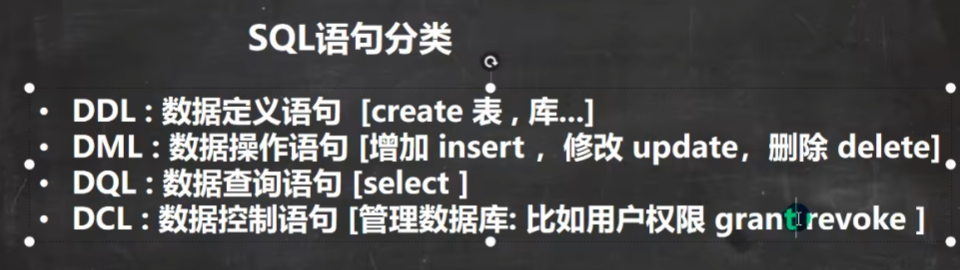 SQL语句分类
• DDL : 数据定义语句 [create 表 , 库...]
• DML : 数据操作语句 [增加 insert ，修改 update，删除 delete]
• DQL : 数据查询语句 [select ]
• DCL : 数据控制语句 [管理数据库: 比如用户权限 grant revoke ]